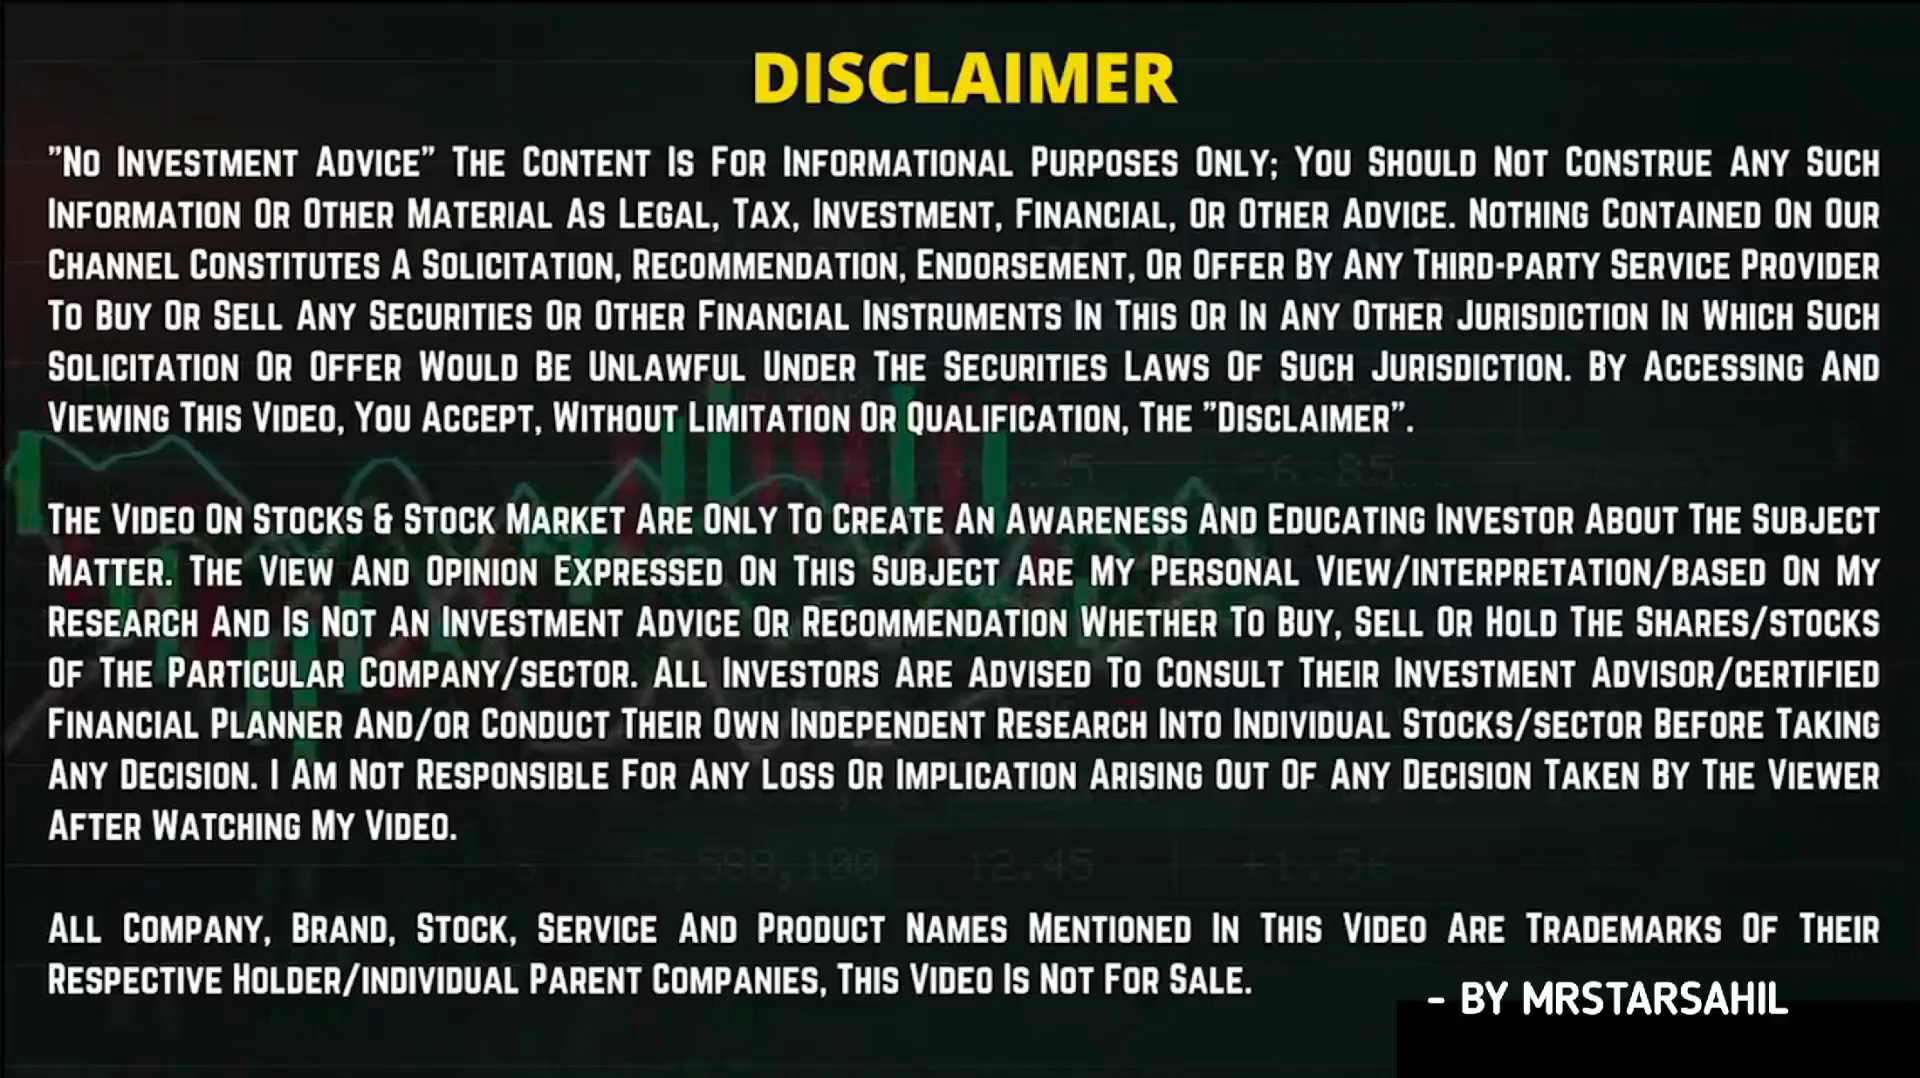 DISCLAIMER
"No Investment Advice" The Content Is For Informational Purposes Only; You Should Not Construe Any Such
Information Or Other Material As Legal, Tax, Investment, Financial, Or Other Advice. Nothing Contained On Our
Channel Constitutes A Solicitation, Recommendation, Endorsement, Or Offer By Any Third-party Service Provider
To Buy Or Sell Any Securities Or Other Financial Instruments In This Or In Any Other Jurisdiction In Which Such
Solicitation Or Offer Would Be Unlawful Under The Securities Laws Of Such Jurisdiction. By Accessing And
Viewing This Video, You Accept, Without Limitation Or Qualification, The "Disclaimer".
The Video On Stocks & Stock Market Are Only To Create An Awareness And Educating Investor About The Subject
Matter. The View And Opinion Expressed On This Subject Are My Personal View/interpretation/based On My
Research And Is Not An Investment Advice Or Recommendation Whether To Buy, Sell Or Hold The Shares/stocks
Of The Particular Company/sector. All Investors Are Advised To Consult Their Investment Advisor/certified
Financial Planner And/or Conduct Their Own Independent Research Into Individual Stocks/sector Before Taking
Any Decision. I Am Not Responsible For Any Loss Or Implication Arising Out Of Any Decision Taken By The Viewer
After Watching My Video.
12.45
All Company, Brand, Stock, Service And Product Names Mentioned In This Video Are Trademarks Of Their
Respective Holder/individual Parent Companies, This Video Is Not For Sale.
- BY MRSTARSAHIL